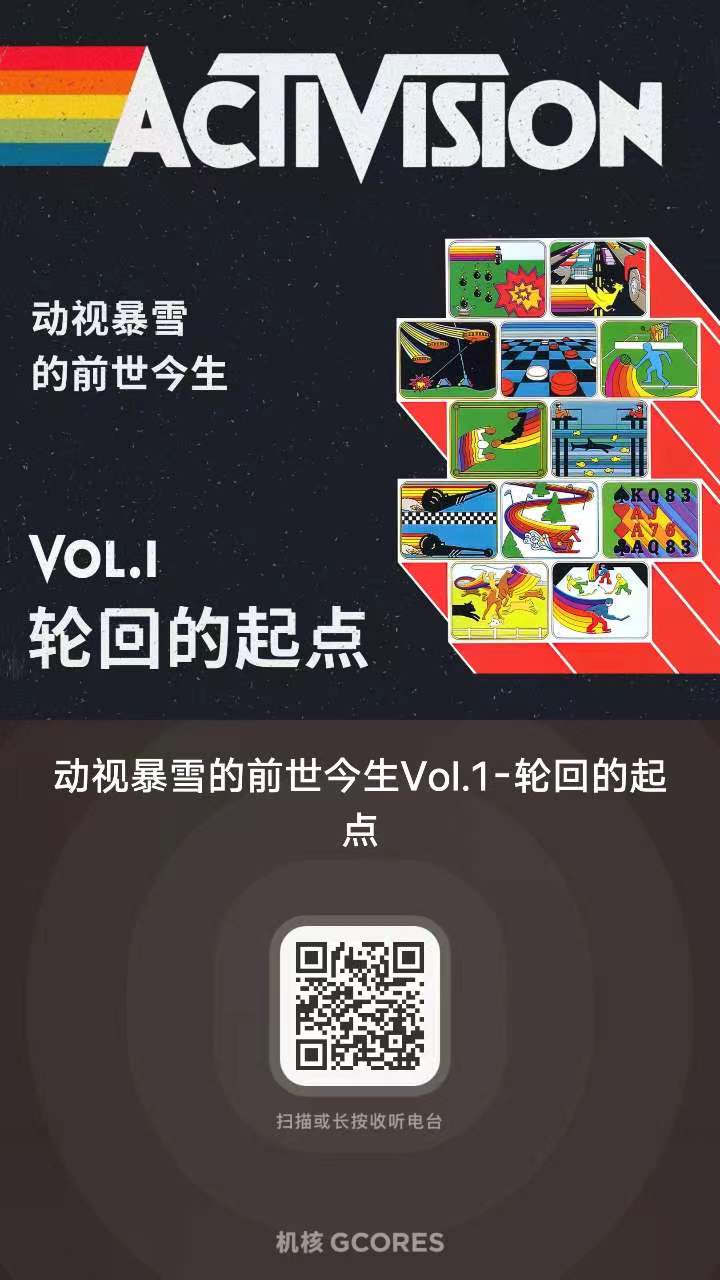 ACTIVISION
动视暴雪
的前世今生
VOL.1
轮回的起点
♠KQ83
♥AJ
♦A76
♣AQ83
动视暴雪的前世今生Vol.1-轮回的起
点
扫描或长按收听电台
机核 GCORES